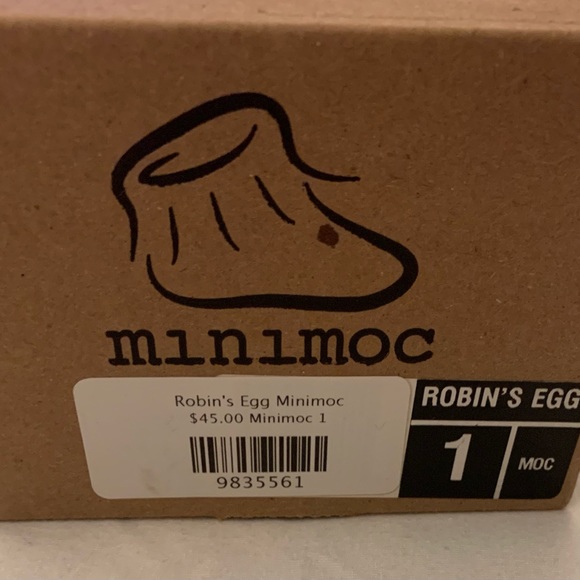 minimoc
Robin's Egg Minimoc
$45.00 Minimoc 1
9835561
ROBIN'S EGG
1
MOC